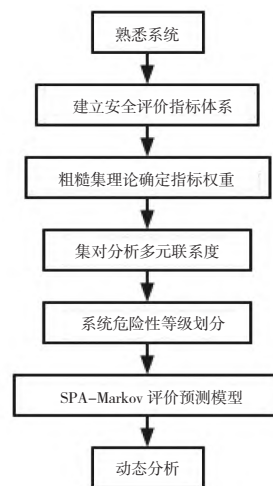 熟悉系统
建立安全评价指标体系
粗糙集理论确定指标权重
集对分析多元联系度
系统危险性等级划分
SPA-Markov 评价预测模型
动态分析